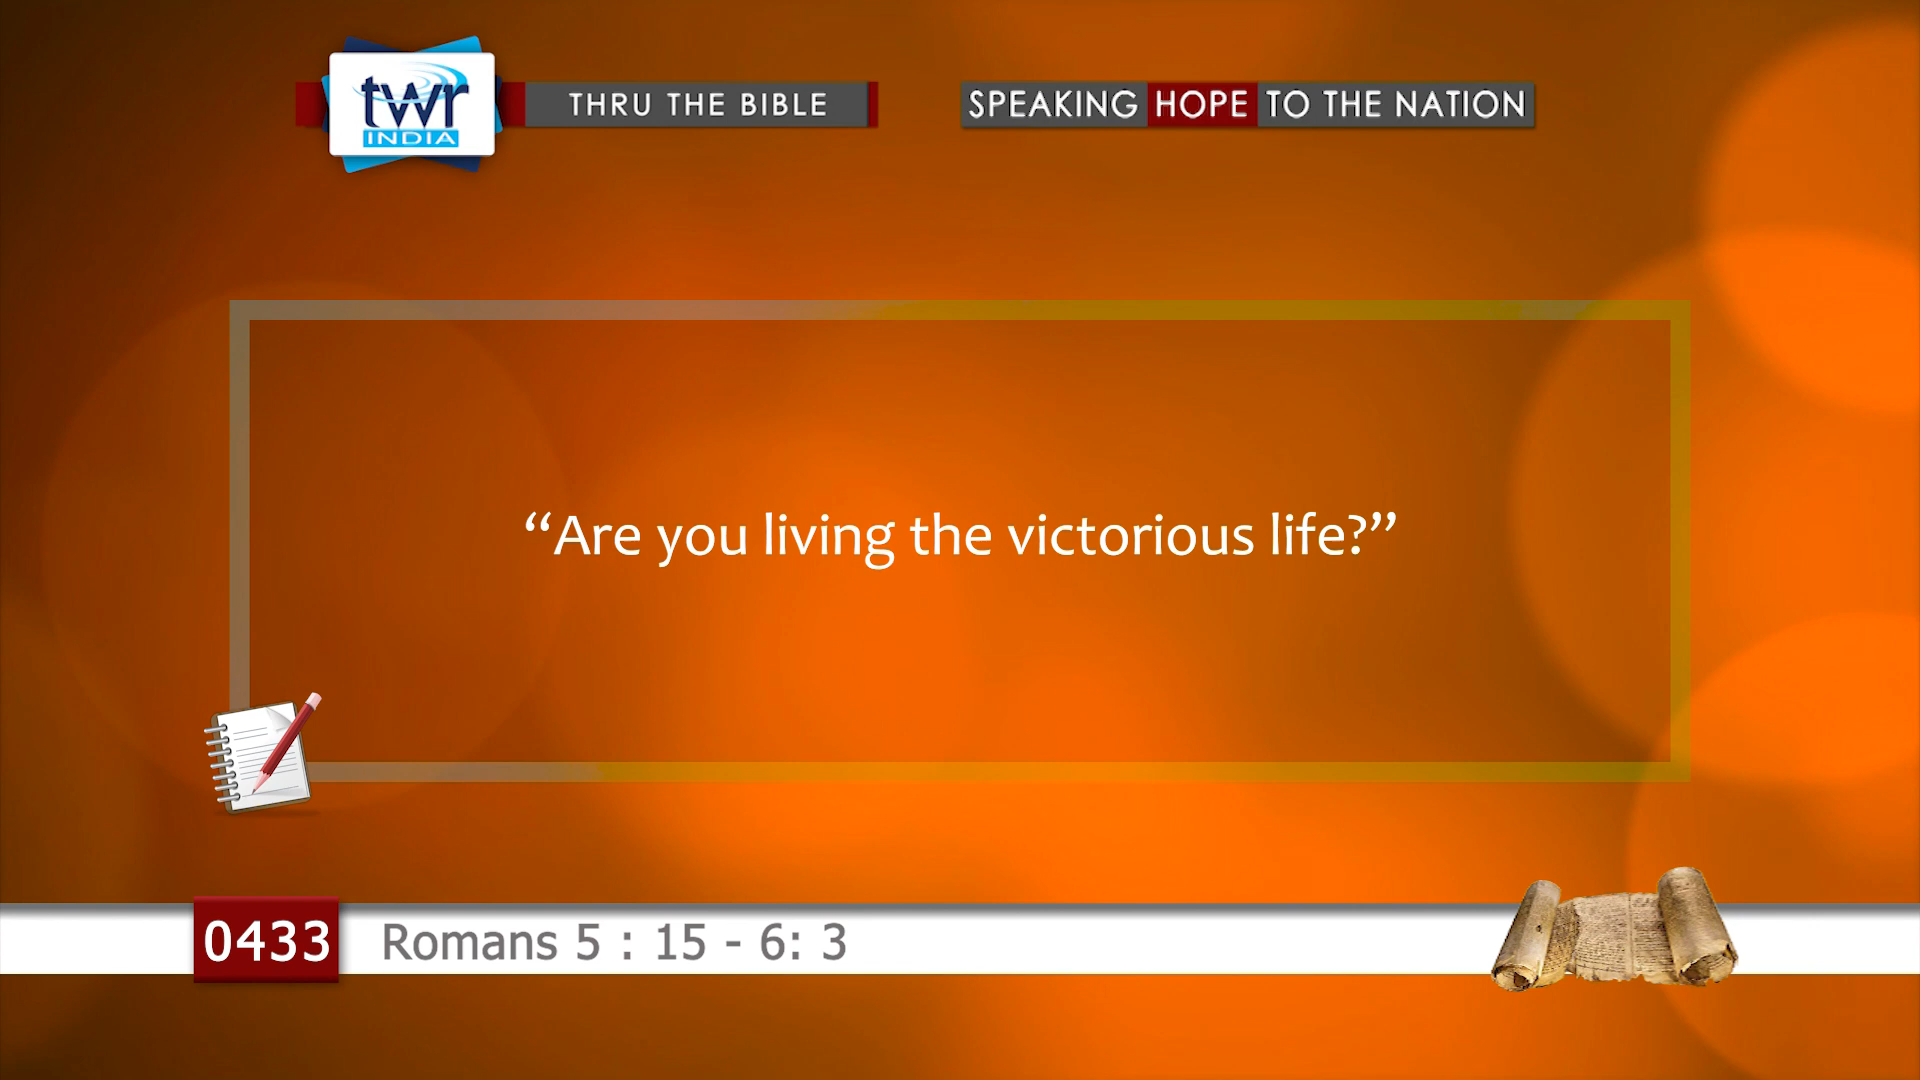 twr
INDIA
THRU THE BIBLE
SPEAKING HOPE TO THE NATION
“Are you living the victorious life?”
0433
Romans 5 : 15 - 6: 3